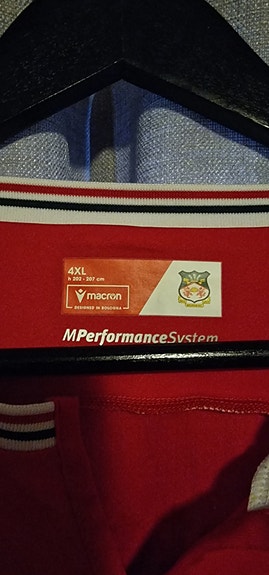 4XL
h 202 - 207 cm
macron
DESIGNED IN BOLOGNA
MPerformanceSystem